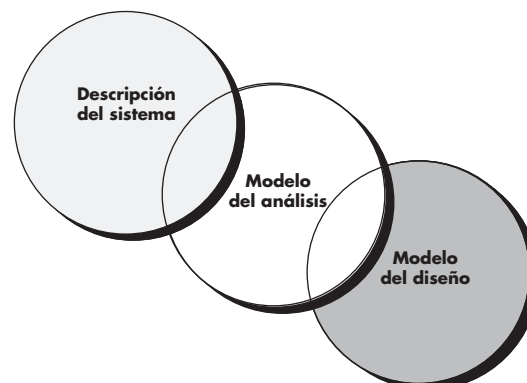 Descripción
del sistema
Modelo
del análisis
Modelo
del diseño